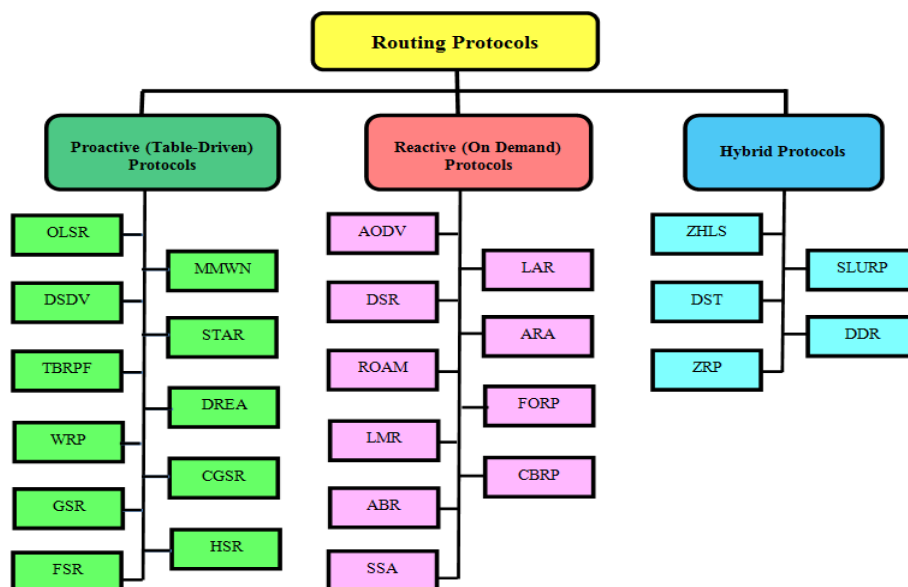 Routing Protocols
Proactive (Table-Driven)
Protocols
Reactive (On Demand)
Protocols
Hybrid Protocols
OLSR
MMWN
DSDV
STAR
TBRPF
DREA
WRP
CGSR
GSR
HSR
FSR
AODV
LAR
DSR
ARA
ROAM
FORP
LMR
CBRP
ABR
SSA
ZHLS
SLURP
DST
DDR
ZRP